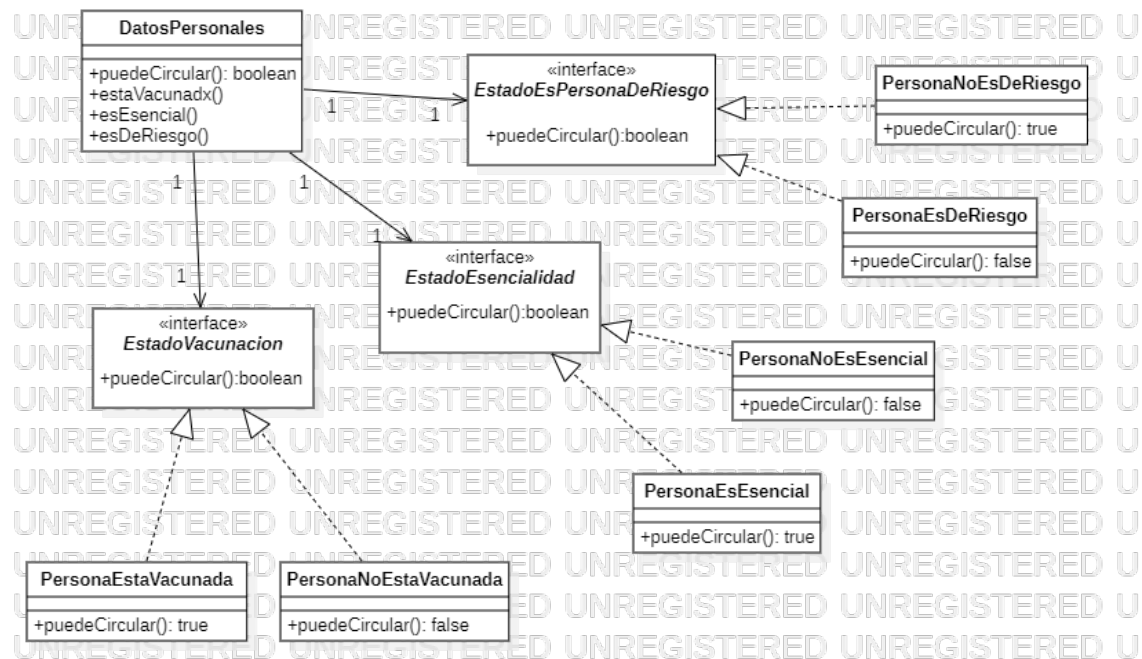 DatosPersonales
+puedeCircular(): boolean
+estaVacunadx()
+esEsencial()
+esDeRiesgo()
1
1
«interface»
EstadoEsPersonaDeRiesgo
+puedeCircular():boolean
PersonaNoEsDeRiesgo
+puedeCircular(): true
PersonaEsDeRiesgo
+puedeCircular(): false
1
1
«interface»
EstadoEsencialidad
+puedeCircular():boolean
1
1
«interface»
EstadoVacunacion
+puedeCircular():boolean
PersonaNoEsEsencial
+puedeCircular(): false
PersonaEsEsencial
+puedeCircular(): true
PersonaEstaVacunada
+puedeCircular(): true
PersonaNoEstaVacunada
+puedeCircular(): false
UNREGISTERED